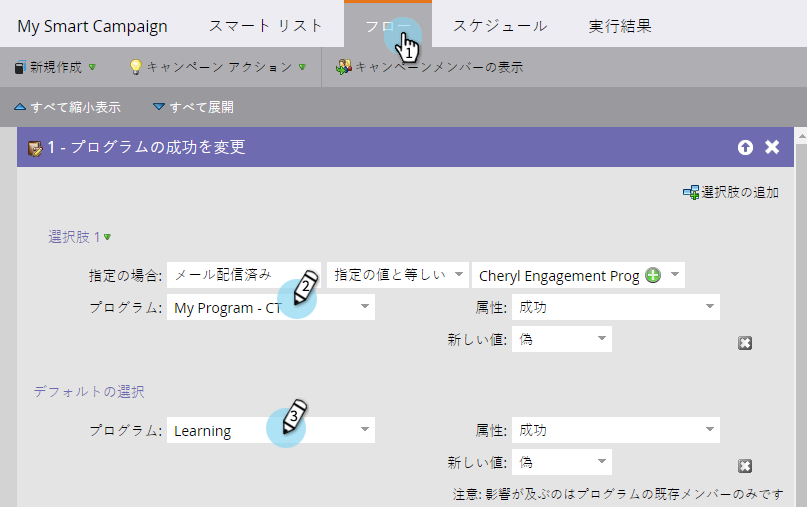 My Smart Campaign スマート リスト フロー スケジュール 実行結果
1
新規作成 キャンペーン アクション キャンペーンメンバーの表示
すべて縮小表示 すべて展開
1 - プログラムの成功を変更
選択肢の追加
選択肢 1
指定の場合: メール配信済み 指定の値と等しい Cheryl Engagement Prog
2
プログラム: My Program - CT 属性: 成功
新しい値: 偽
デフォルトの選択
3
プログラム: Learning 属性: 成功
新しい値: 偽
注意: 影響が及ぶのはプログラムの既存メンバーのみです